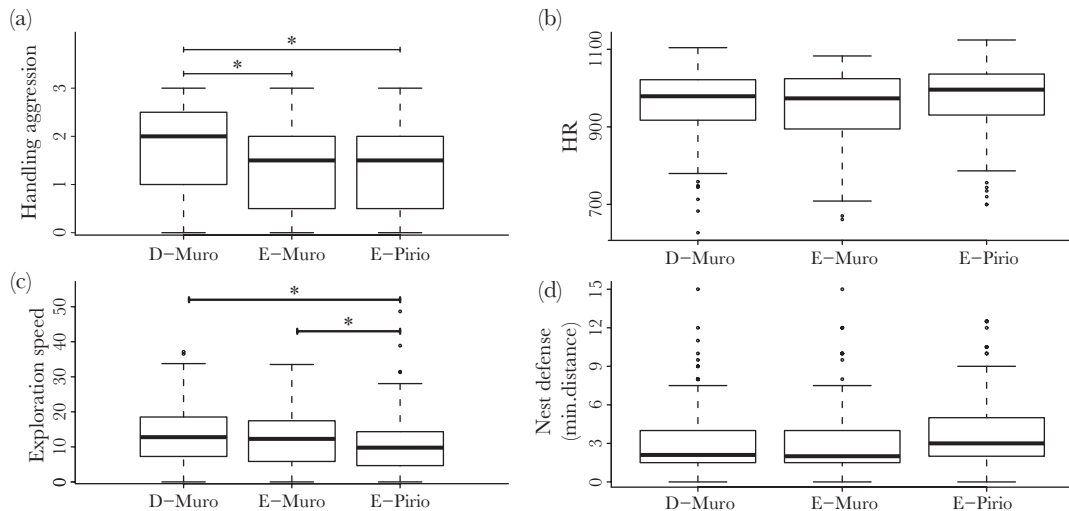 (a)
Handling aggression
3
2
1
0
*
*
D−Muro E−Muro E−Pirio
(b)
HR
1100
900
700
D−Muro E−Muro E−Pirio
(c)
Exploration speed
50
40
30
20
10
0
*
*
D−Muro E−Muro E−Pirio
(d)
Nest defense
(min.distance)
15
12
9
6
3
0
D−Muro E−Muro E−Pirio